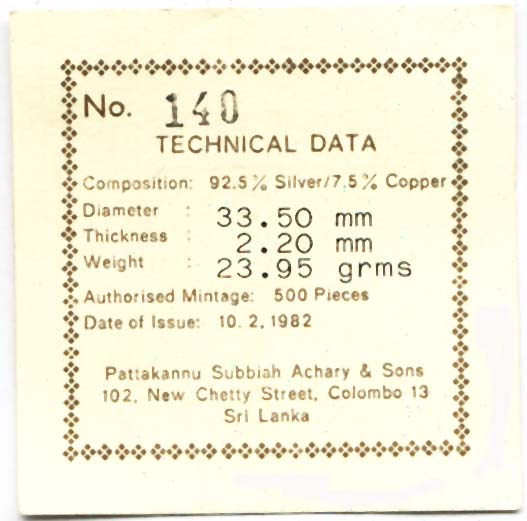 No. 140
TECHNICAL DATA
Composition: 92.5% Silver/7.5% Copper
Diameter : 33.50 mm
Thickness : 2.20 mm
Weight : 23.95 grms
Authorised Mintage: 500 Pieces
Date of Issue: 10. 2. 1982
Pattakannu Subbiah Achary & Sons
102, New Chetty Street, Colombo 13
Sri Lanka